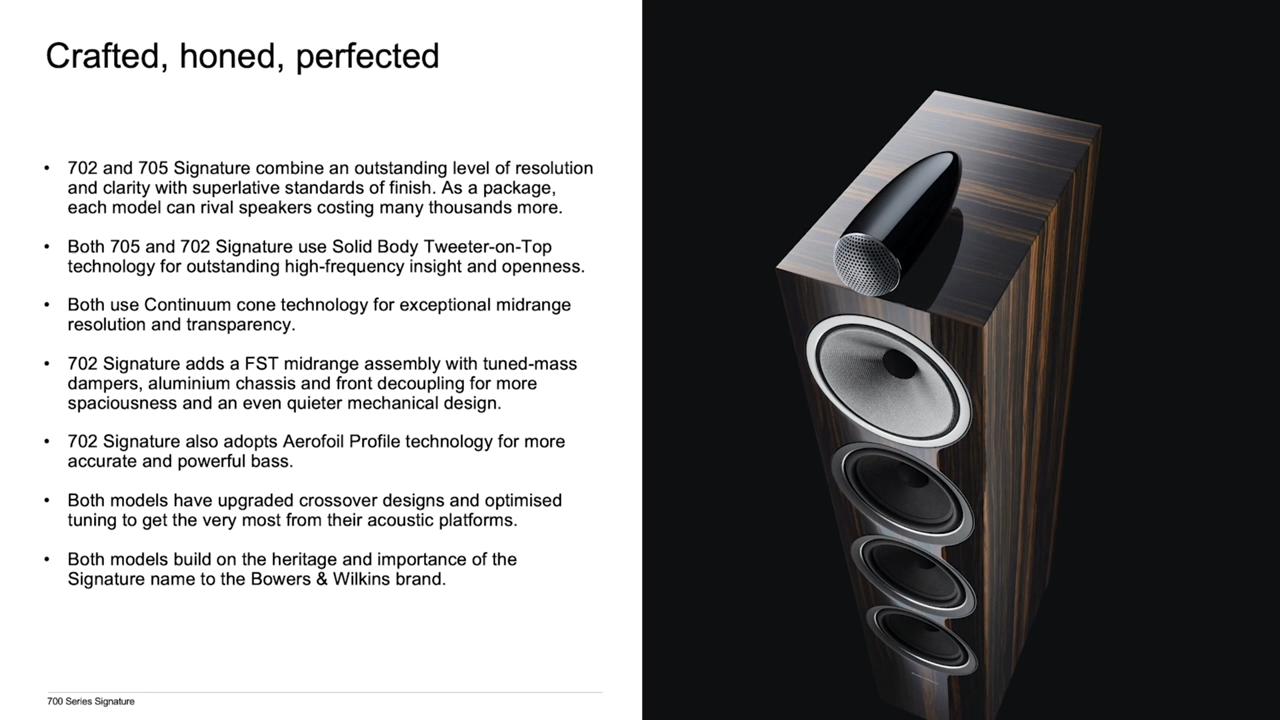 Crafted, honed, perfected
• 702 and 705 Signature combine an outstanding level of resolution
and clarity with superlative standards of finish. As a package,
each model can rival speakers costing many thousands more.
• Both 705 and 702 Signature use Solid Body Tweeter-on-Top
technology for outstanding high-frequency insight and openness.
• Both use Continuum cone technology for exceptional midrange
resolution and transparency.
• 702 Signature adds a FST midrange assembly with tuned-mass
dampers, aluminium chassis and front decoupling for more
spaciousness and an even quieter mechanical design.
• 702 Signature also adopts Aerofoil Profile technology for more
accurate and powerful bass.
• Both models have upgraded crossover designs and optimised
tuning to get the very most from their acoustic platforms.
• Both models build on the heritage and importance of the
Signature name to the Bowers & Wilkins brand.
700 Series Signature